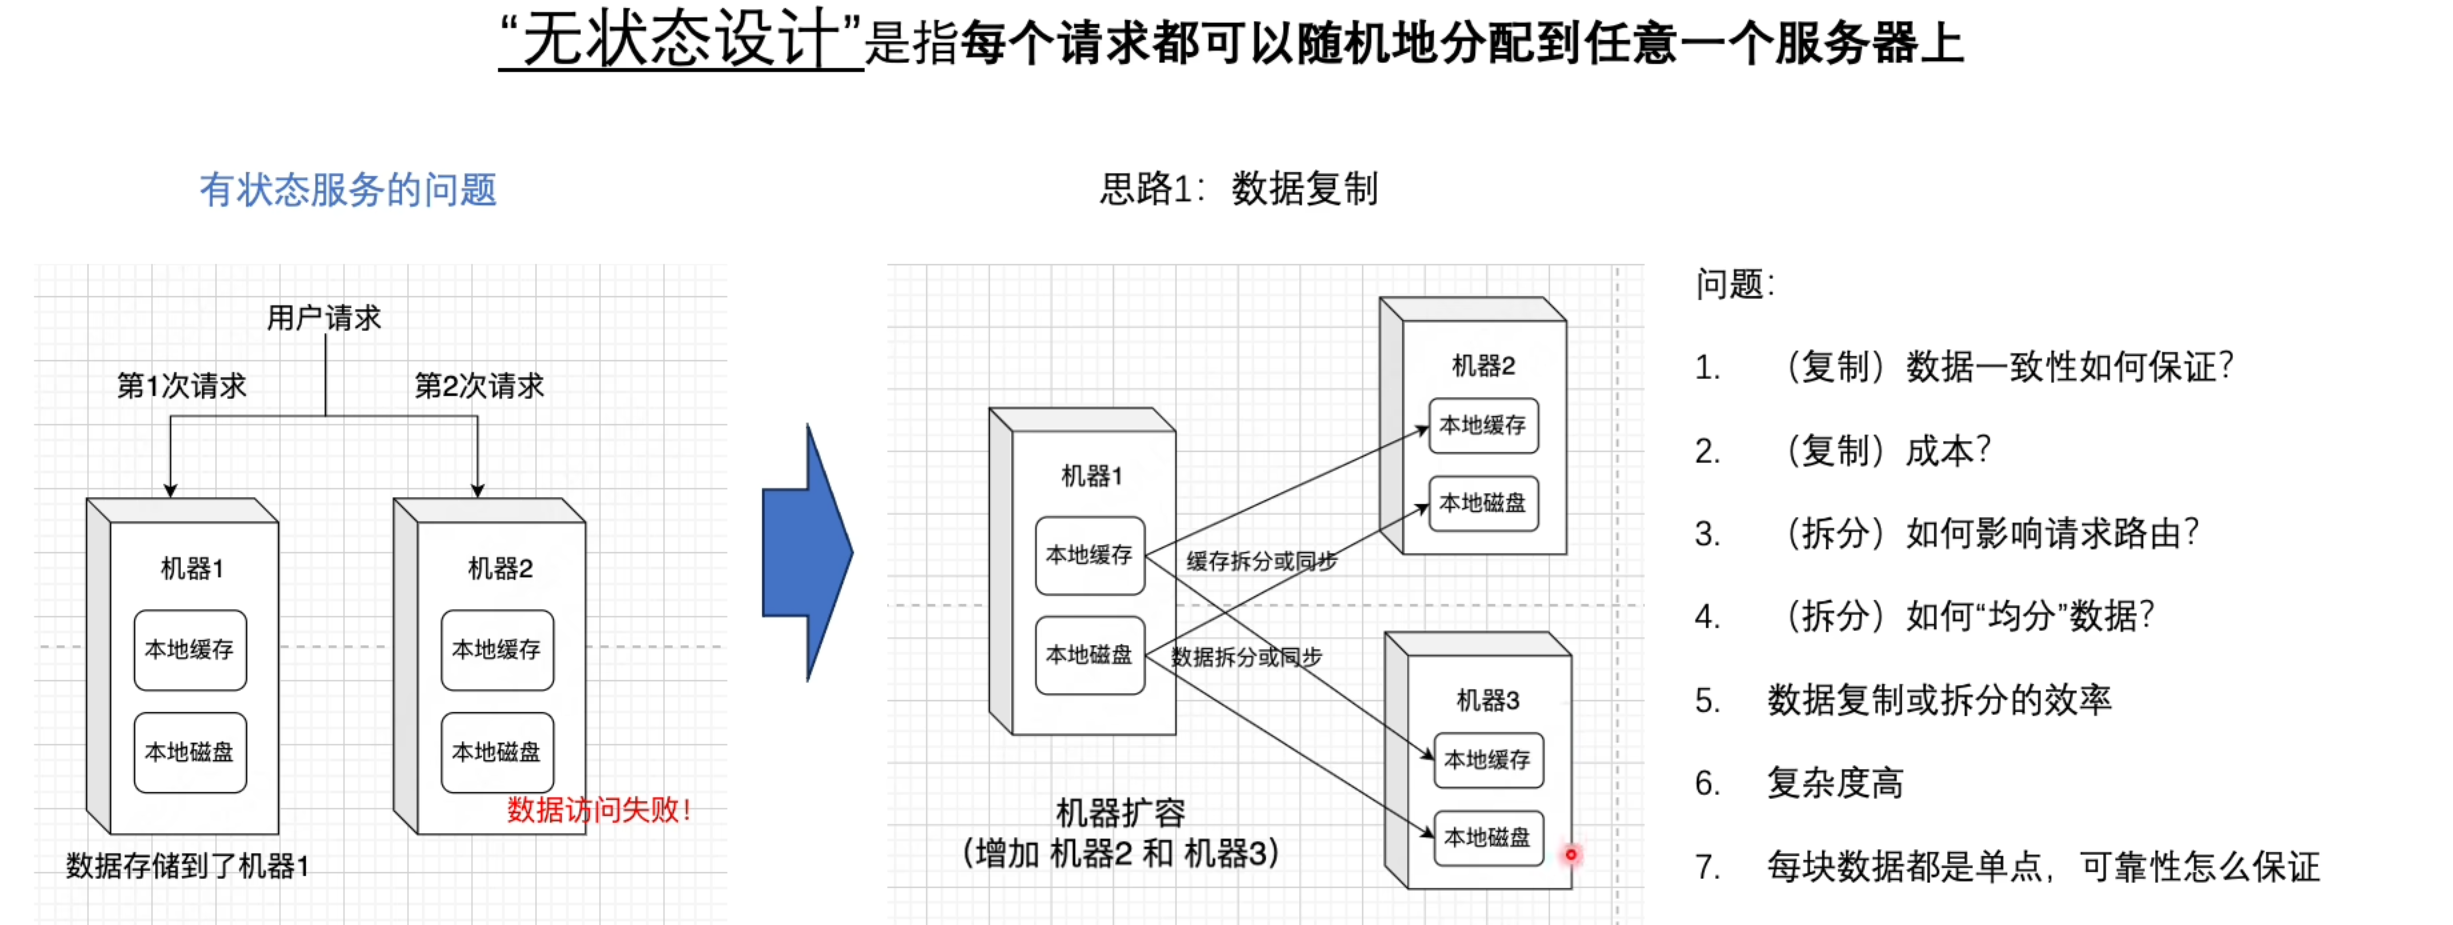 “无状态设计”是指每个请求都可以随机地分配到任意一个服务器上
有状态服务的问题
用户请求
第1次请求
第2次请求
机器1
本地缓存
本地磁盘
机器2
本地缓存
本地磁盘
数据访问失败！
数据存储到了机器1
思路1：数据复制
机器1
本地缓存
本地磁盘
缓存拆分或同步
数据拆分或同步
机器2
本地缓存
本地磁盘
机器3
本地缓存
本地磁盘
机器扩容
（增加 机器2 和 机器3）
问题：
1. （复制）数据一致性如何保证？
2. （复制）成本？
3. （拆分）如何影响请求路由？
4. （拆分）如何“均分”数据？
5. 数据复制或拆分的效率
6. 复杂度高
7. 每块数据都是单点，可靠性怎么保证